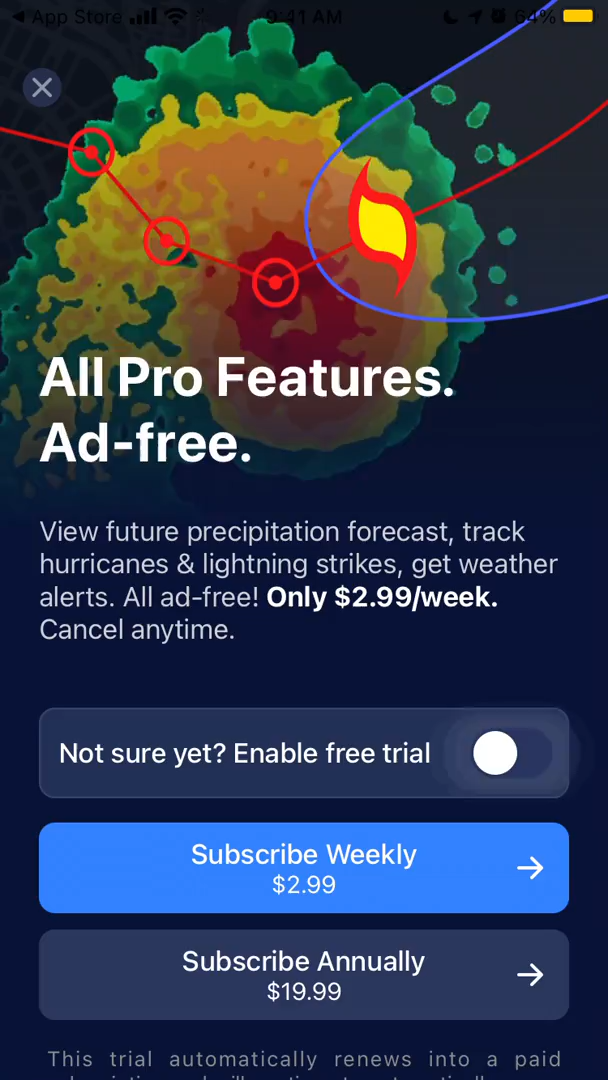 ◀ App Store 9:41 AM 64%
All Pro Features.
Ad-free.
View future precipitation forecast, track
hurricanes & lightning strikes, get weather
alerts. All ad-free! Only $2.99/week.
Cancel anytime.
Not sure yet? Enable free trial
Subscribe Weekly
$2.99
Subscribe Annually
$19.99
This trial automatically renews into a paid